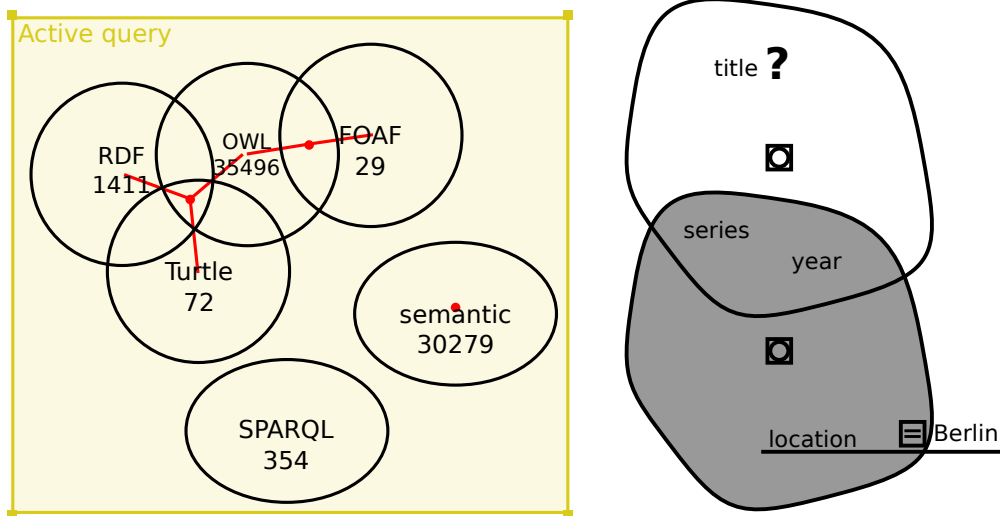 Active query
RDF
1411
OWL
35496
FOAF
29
Turtle
72
semantic
30279
SPARQL
354
title ?
series
year
location = Berlin